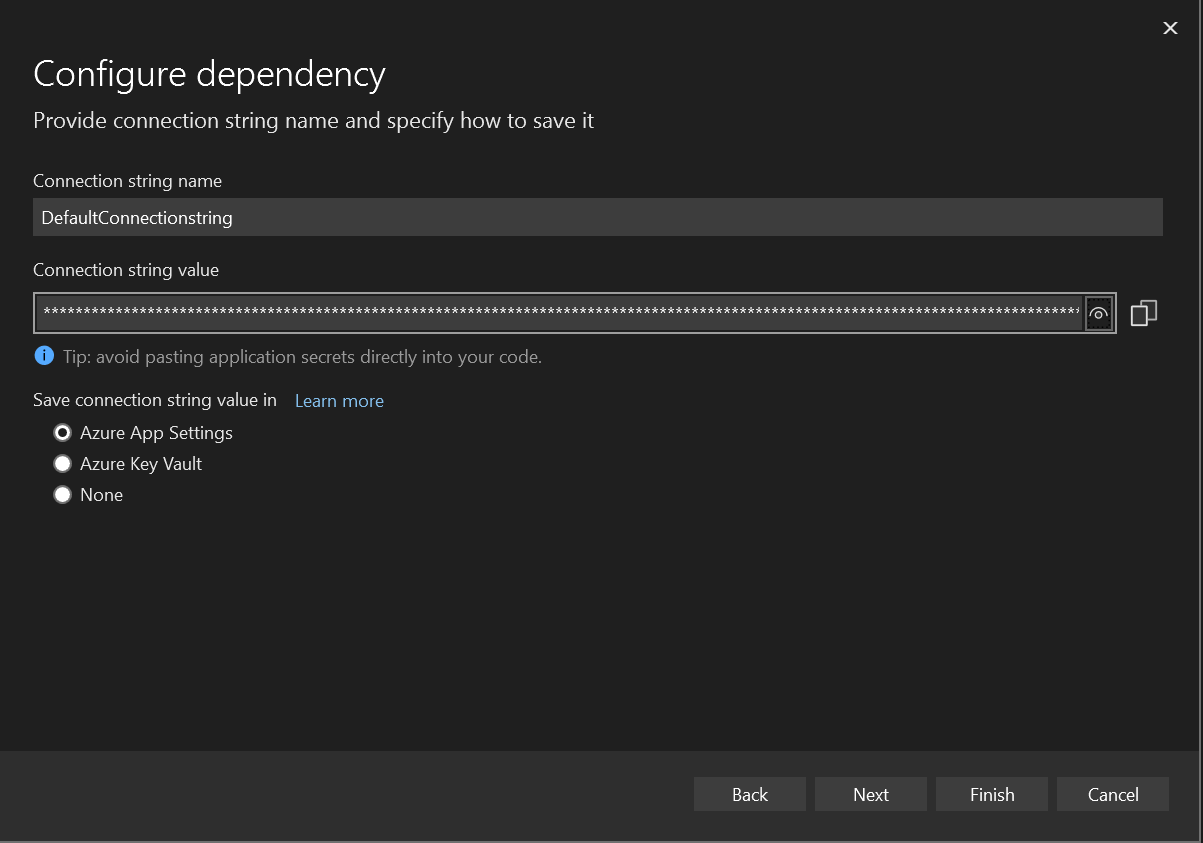 Configure dependency
Provide connection string name and specify how to save it
Connection string name
DefaultConnectionstring
Connection string value
***********************************************************************************************************************************
Tip: avoid pasting application secrets directly into your code.
Save connection string value in Learn more
Azure App Settings
Azure Key Vault
None
Back Next Finish Cancel